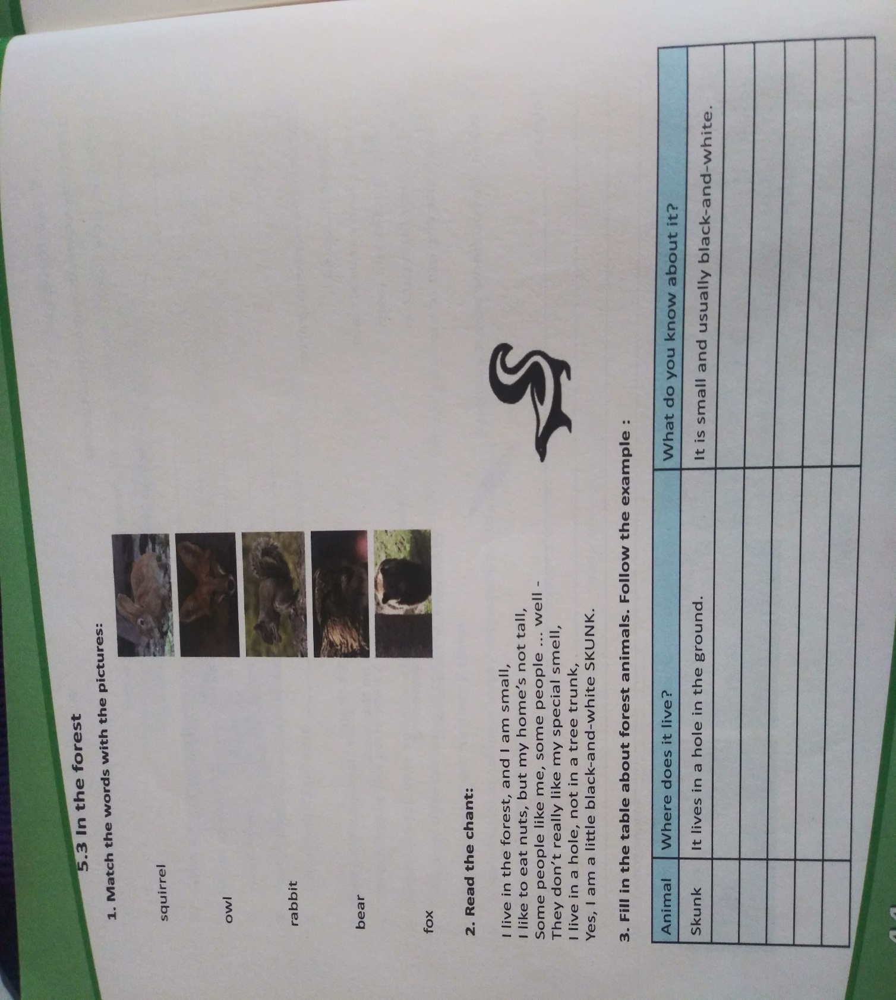 5.3 In the forest
1. Match the words with the pictures:
squirrel
owl
rabbit
bear
fox
2. Read the chant:
I live in the forest, and I am small,
I like to eat nuts, but my home's not tall,
Some people like me, some people ... well -
They don't really like my special smell,
I live in a hole, not in a tree trunk,
Yes, I am a little black-and-white SKUNK.
3. Fill in the table about forest animals. Follow the example :
Animal Where does it live? What do you know about it?
Skunk It lives in a hole in the ground. It is small and usually black-and-white.